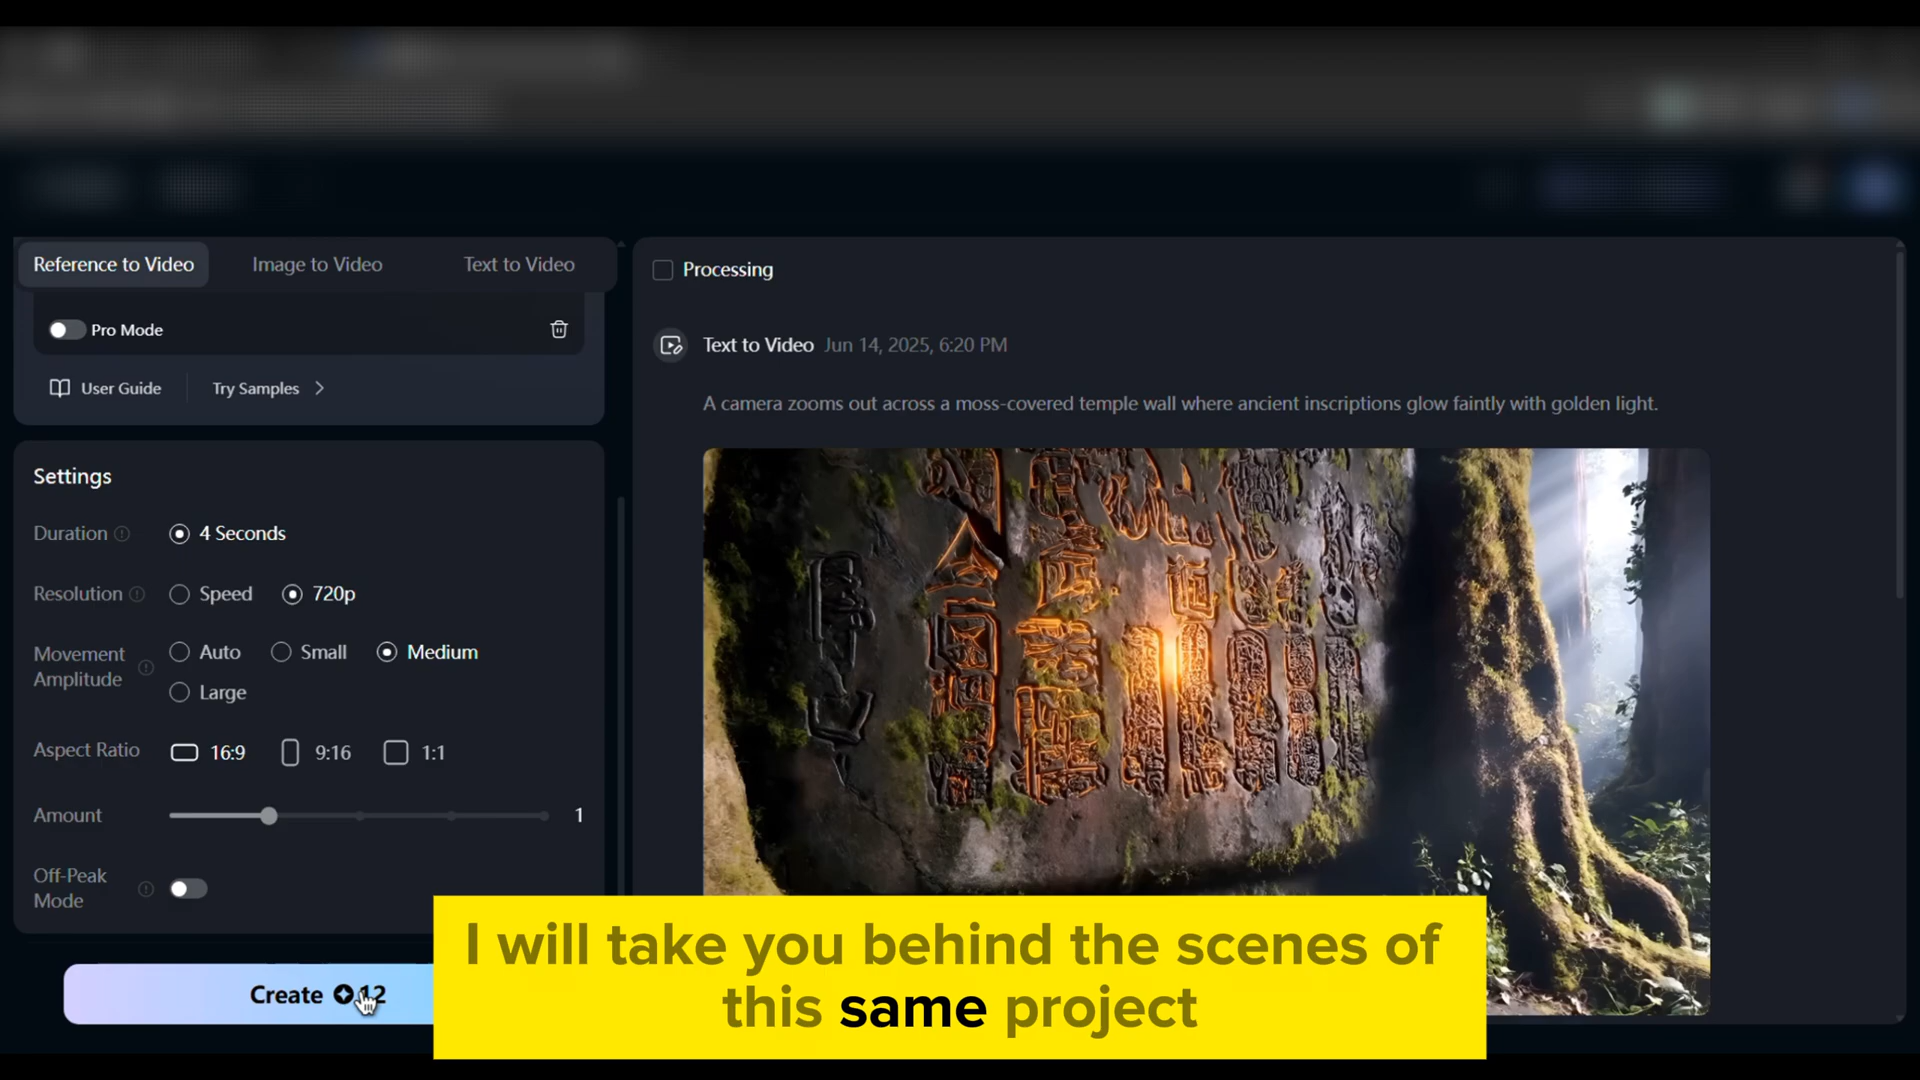 Reference to Video
Image to Video
Text to Video
Pro Mode
User Guide
Try Samples
Settings
Duration
4 Seconds
Resolution
Speed
720p
Movement
Amplitude
Auto
Small
Medium
Large
Aspect Ratio
16:9
9:16
1:1
Amount
1
Off-Peak
Mode
Create 12
Processing
Text to Video Jun 14, 2025, 6:20 PM
A camera zooms out across a moss-covered temple wall where ancient inscriptions glow faintly with golden light.
I will take you behind the scenes of
this same project